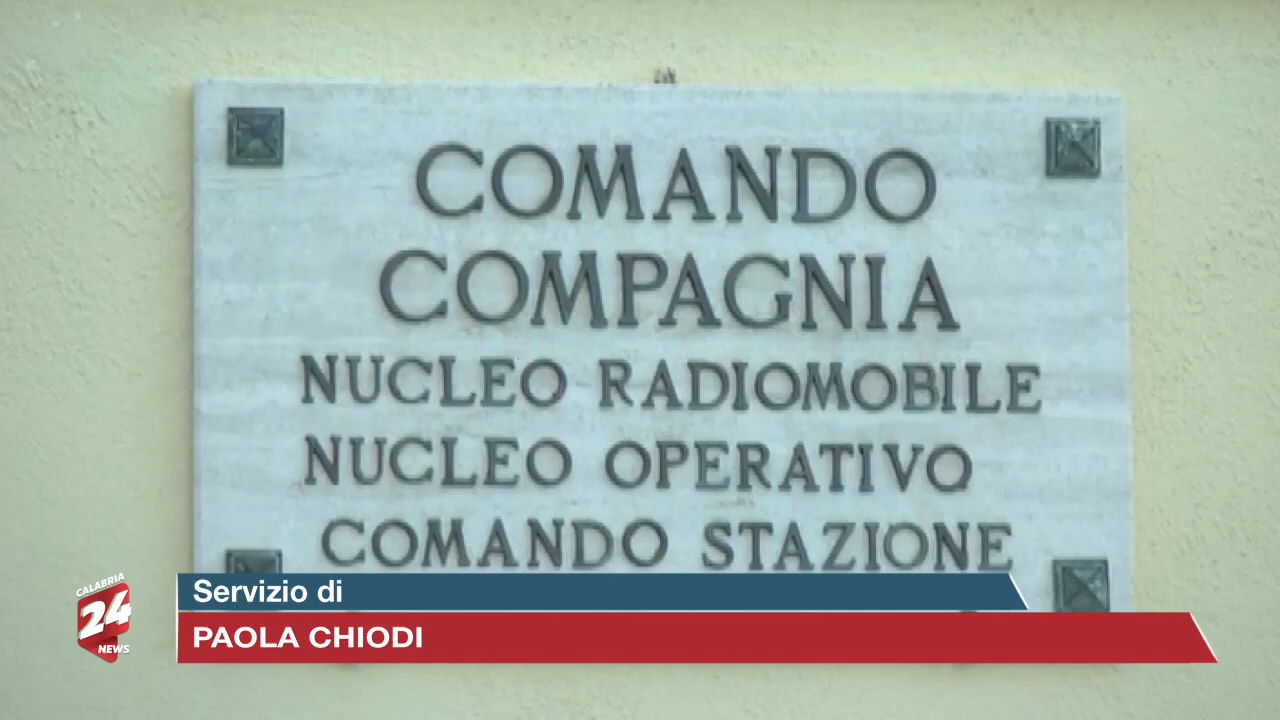 COMANDO
COMPAGNIA
NUCLEO RADIOMOBILE
NUCLEO OPERATIVO
COMANDO STAZIONE
Servizio di
PAOLA CHIODI
CALABRIA
24
NEWS